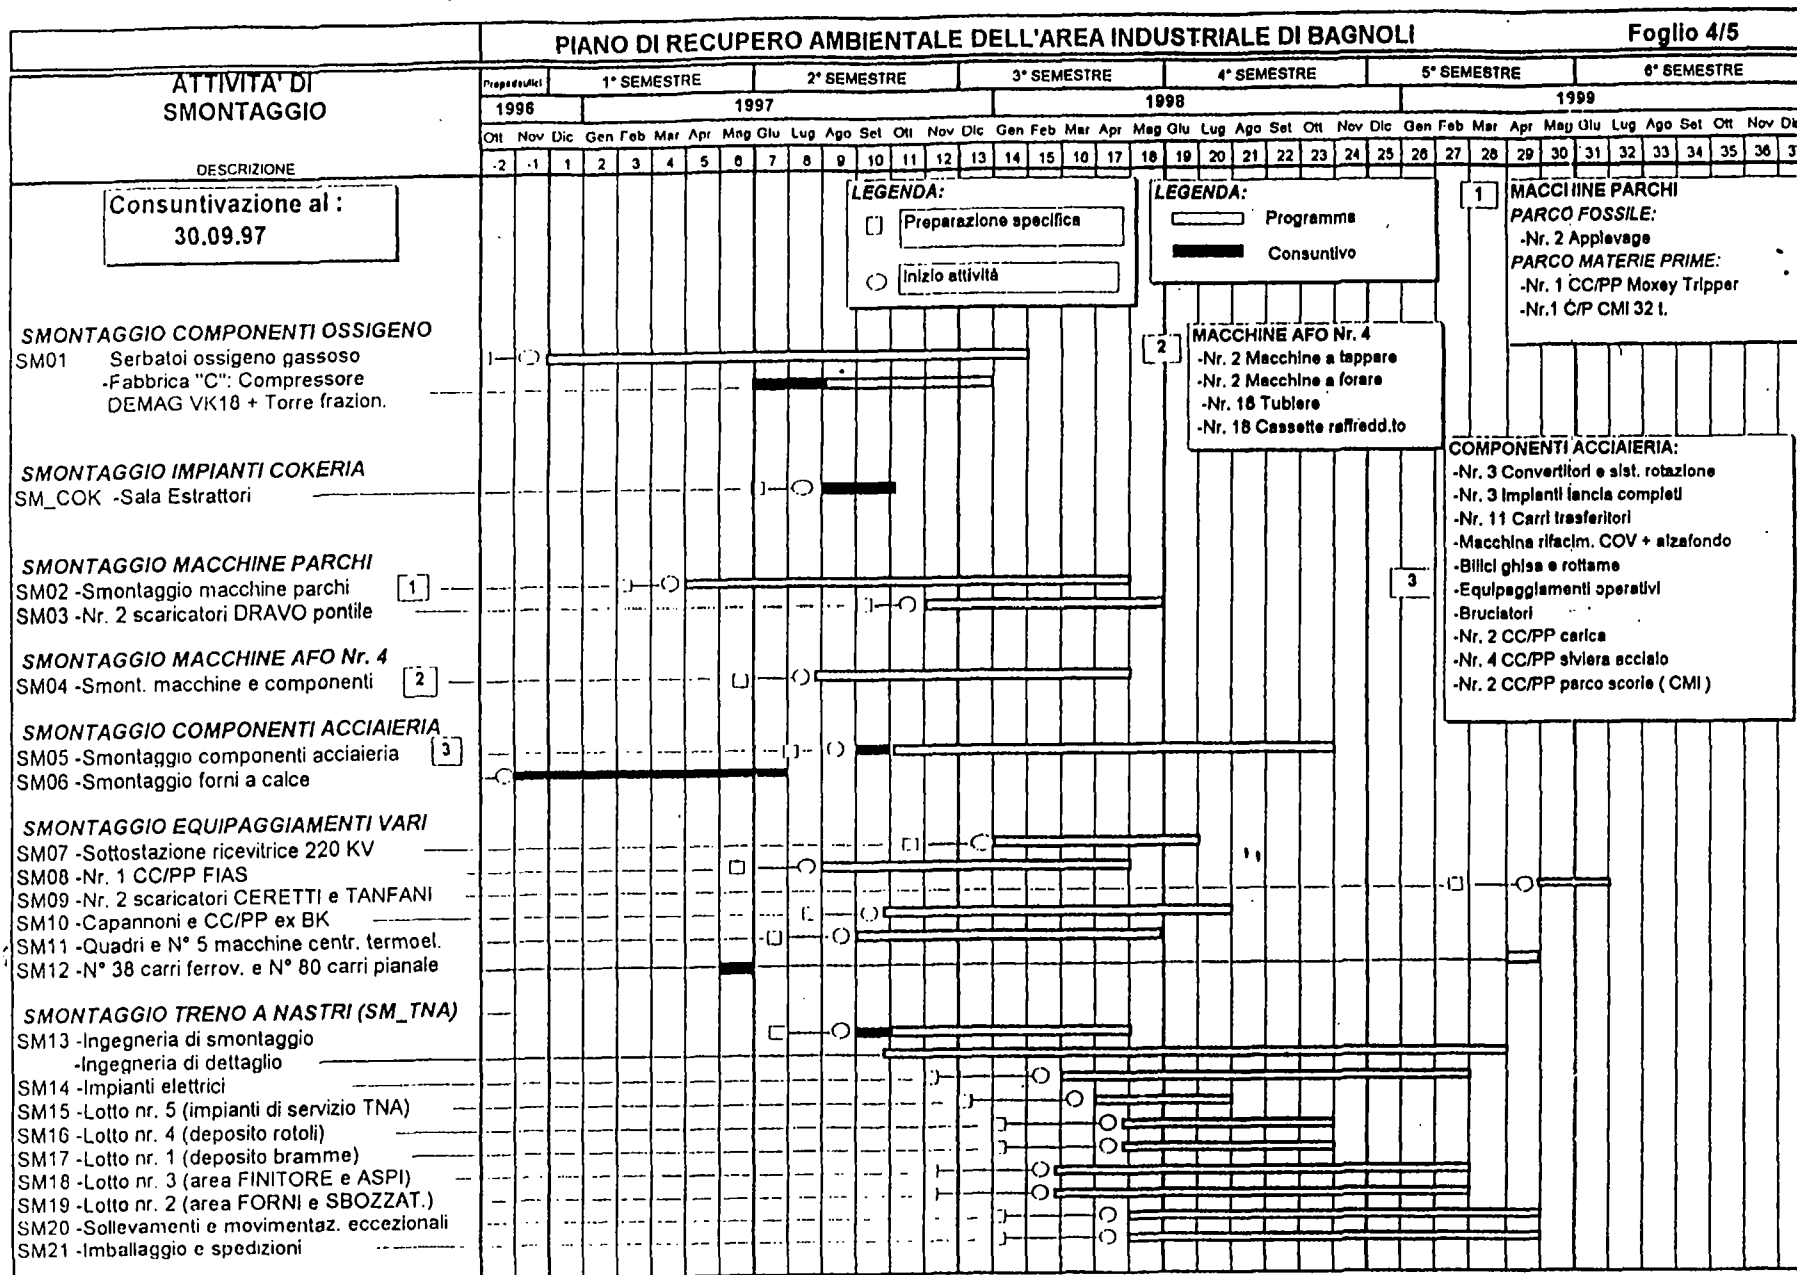 PIANO DI RECUPERO AMBIENTALE DELL'AREA INDUSTRIALE DI BAGNOLI
Foglio 4/5
ATTIVITA' DI
SMONTAGGIO
DESCRIZIONE
Propedeutici 1° SEMESTRE 2° SEMESTRE 3° SEMESTRE 4° SEMESTRE 5° SEMESTRE 6° SEMESTRE
1996 1997 1998 1999
Ott Nov Dic Gen Feb Mar Apr Mag Giu Lug Ago Set Ott Nov Dic Gen Feb Mar Apr Mag Giu Lug Ago Set Ott Nov Dic Gen Feb Mar Apr Mag Giu Lug Ago Set Ott Nov Dic
-2 -1 1 2 3 4 5 6 7 8 9 10 11 12 13 14 15 16 17 18 19 20 21 22 23 24 25 26 27 28 29 30 31 32 33 34 35 36 37
Consuntivazione al :
30.09.97
LEGENDA:
Preparazione specifica
Inizio attività
LEGENDA:
Programma
Consuntivo
1 MACCHINE PARCHI
PARCO FOSSILE:
-Nr. 2 Applevage
PARCO MATERIE PRIME:
-Nr. 1 CC/PP Moxey Tripper
-Nr.1 C/P CMI 32 t.
2 MACCHINE AFO Nr. 4
-Nr. 2 Macchine a tappare
-Nr. 2 Macchine a forare
-Nr. 18 Tubiere
-Nr. 18 Cassette raffredd.to
3 COMPONENTI ACCIAIERIA:
-Nr. 3 Convertitori e sist. rotazione
-Nr. 3 Impianti lancia completi
-Nr. 11 Carri trasferitori
-Macchina rifacim. COV + alzafondo
-Bilici ghisa e rottame
-Equipaggiamenti operativi
-Bruciatori
-Nr. 2 CC/PP carica
-Nr. 4 CC/PP siviera acciaio
-Nr. 2 CC/PP parco scorie ( CMI )
SMONTAGGIO COMPONENTI OSSIGENO
SM01 Serbatoi ossigeno gassoso
-Fabbrica "C": Compressore
DEMAG VK18 + Torre frazion.
SMONTAGGIO IMPIANTI COKERIA
SM_COK -Sala Estrattori
SMONTAGGIO MACCHINE PARCHI
SM02 -Smontaggio macchine parchi 1
SM03 -Nr. 2 scaricatori DRAVO pontile
SMONTAGGIO MACCHINE AFO Nr. 4
SM04 -Smont. macchine e componenti 2
SMONTAGGIO COMPONENTI ACCIAIERIA
SM05 -Smontaggio componenti acciaieria 3
SM06 -Smontaggio forni a calce
SMONTAGGIO EQUIPAGGIAMENTI VARI
SM07 -Sottostazione ricevitrice 220 KV
SM08 -Nr. 1 CC/PP FIAS
SM09 -Nr. 2 scaricatori CERETTI e TANFANI
SM10 -Capannoni e CC/PP ex BK
SM11 -Quadri e N° 5 macchine centr. termoel.
SM12 -N° 38 carri ferrov. e N° 80 carri pianale
SMONTAGGIO TRENO A NASTRI (SM_TNA)
SM13 -Ingegneria di smontaggio
-Ingegneria di dettaglio
SM14 -Impianti elettrici
SM15 -Lotto nr. 5 (impianti di servizio TNA)
SM16 -Lotto nr. 4 (deposito rotoli)
SM17 -Lotto nr. 1 (deposito bramme)
SM18 -Lotto nr. 3 (area FINITORE e ASPI)
SM19 -Lotto nr. 2 (area FORNI e SBOZZAT.)
SM20 -Sollevamenti e movimentaz. eccezionali
SM21 -Imballaggio e spedizioni